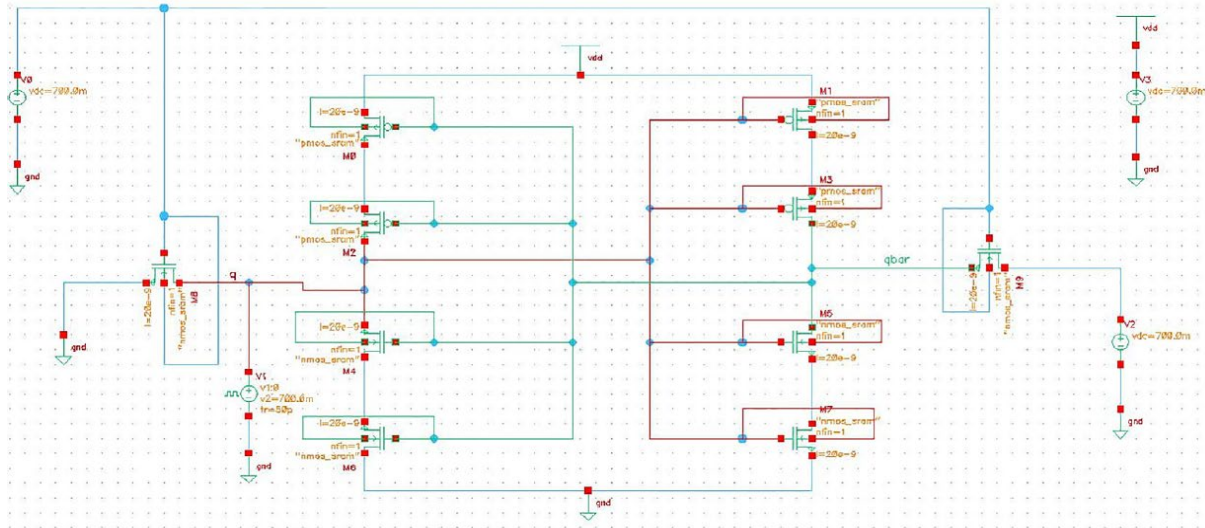 V0
vdc=700.0m
gnd
vdd
l=20e-9
nfin=1
"pmos_sram"
M0
l=20e-9
nfin=1
"pmos_sram"
M2
l=20e-9
nfin=1
"nmos_sram"
M4
l=20e-9
nfin=1
"nmos_sram"
M6
M1
"pmos_sram"
nfin=1
l=20e-9
M3
"pmos_sram"
nfin=1
l=20e-9
M5
"nmos_sram"
nfin=1
l=20e-9
M7
"nmos_sram"
nfin=1
l=20e-9
vdd
V3
vdc=700.0m
gnd
q
M8
nfin=1
l=20e-9
"nmos_sram"
gnd
V1
v1:0
v2=700.0m
tr=50p
gnd
qbar
M9
nfin=1
l=20e-9
"nmos_sram"
V2
vdc=700.0m
gnd
gnd